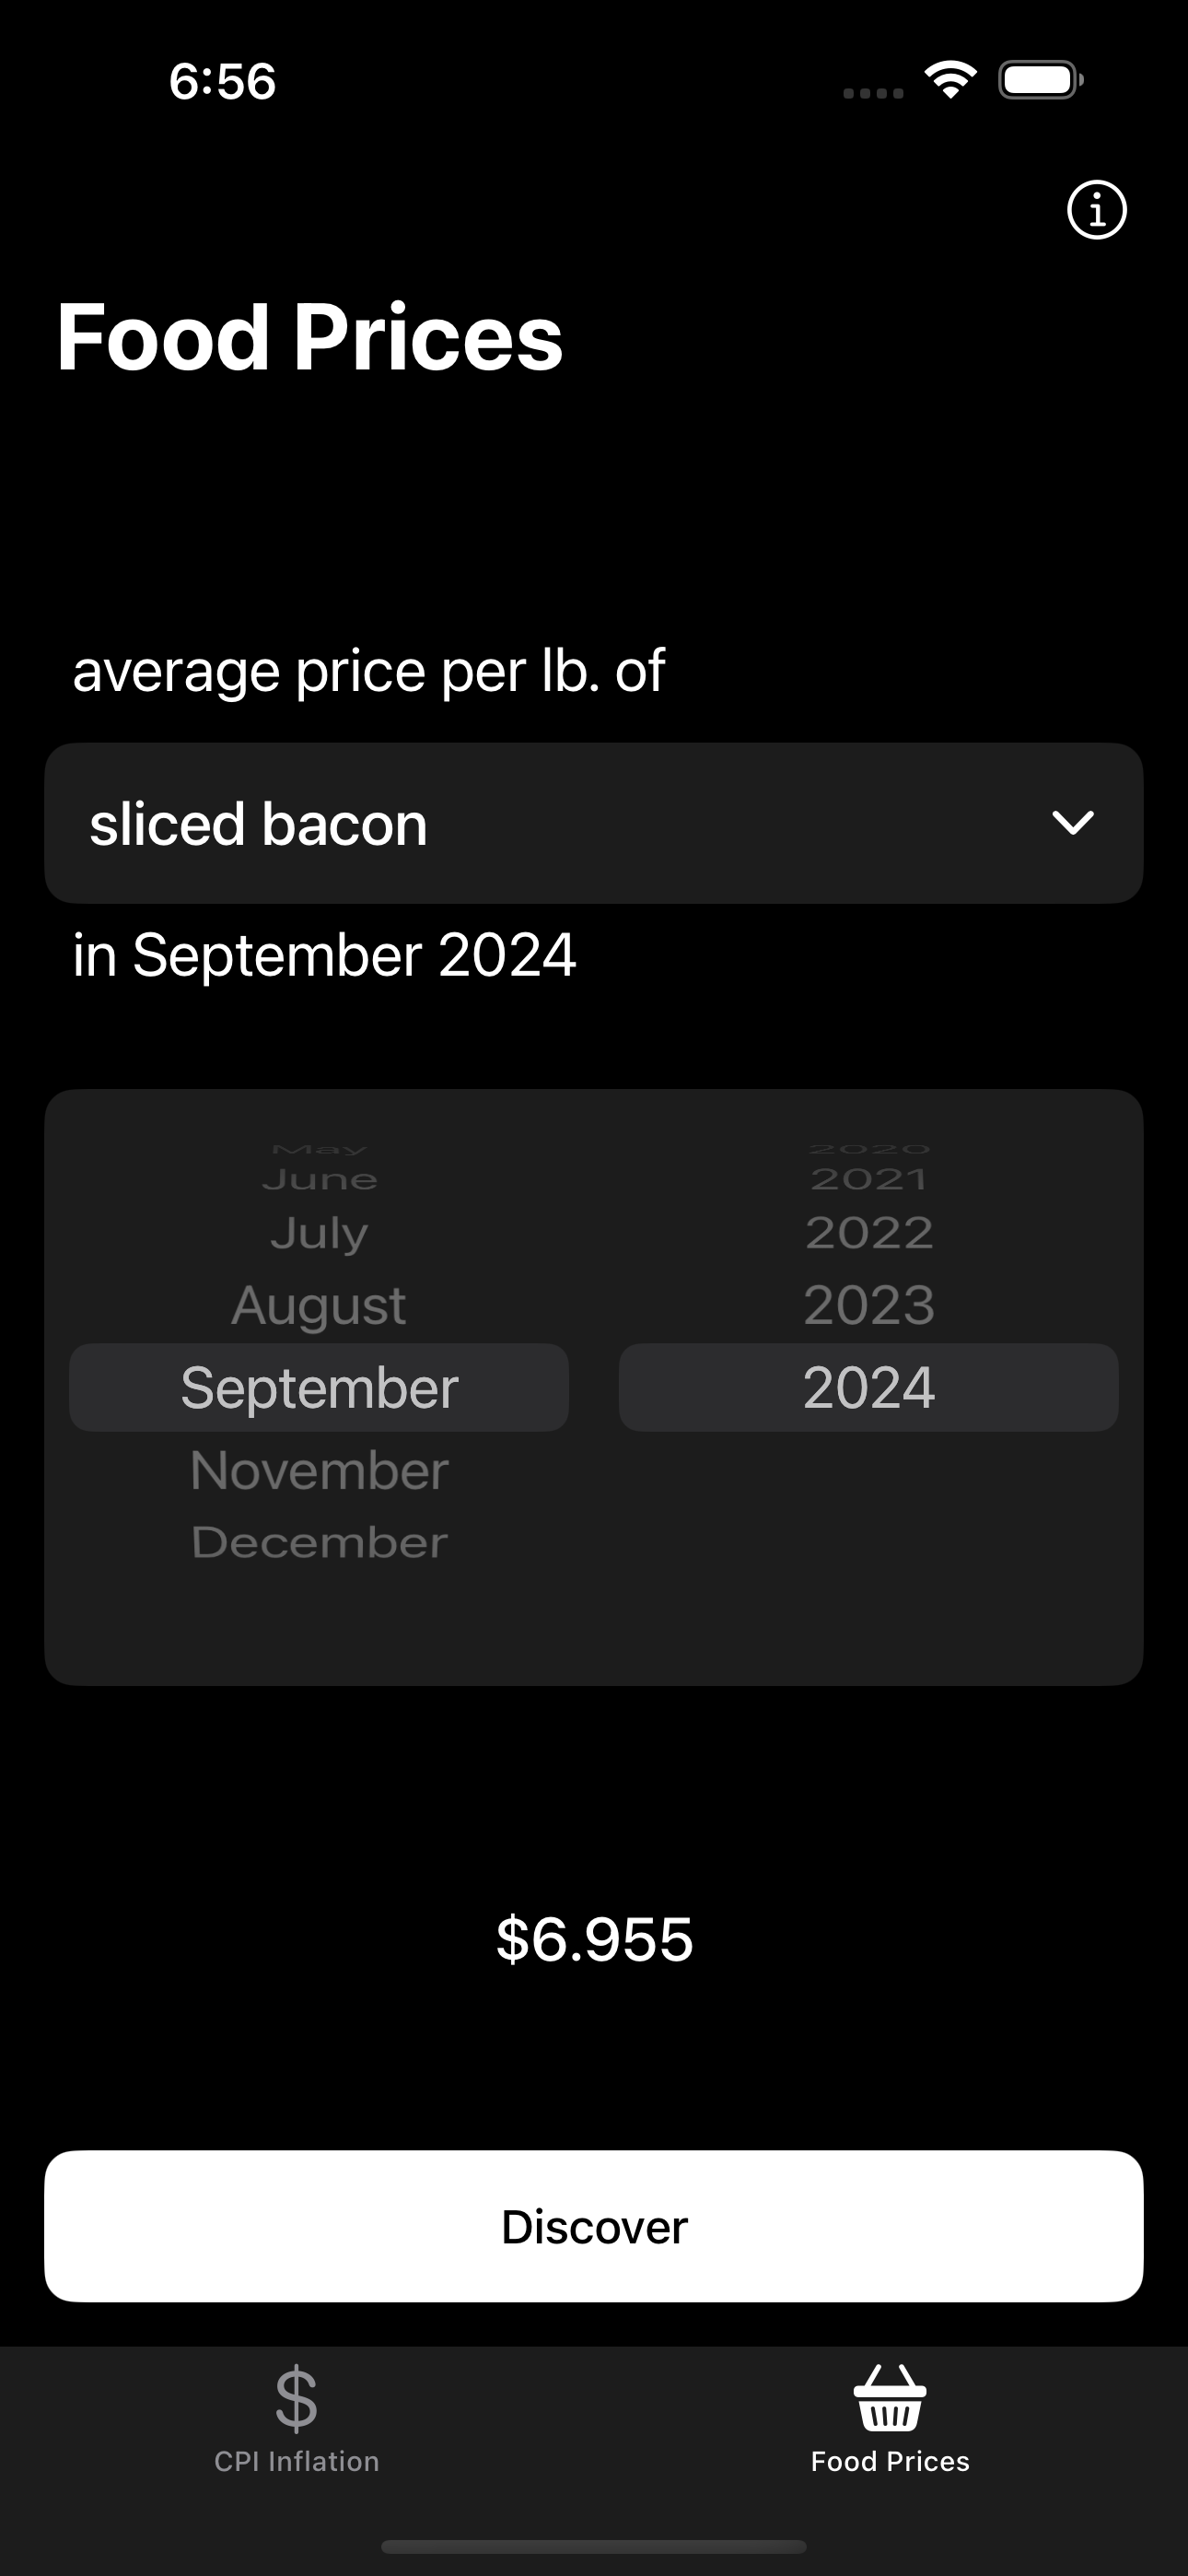 6:56
Food Prices
average price per lb. of
sliced bacon
in September 2024
May 2020
June 2021
July 2022
August 2023
September 2024
November
December
$6.955
Discover
CPI Inflation Food Prices